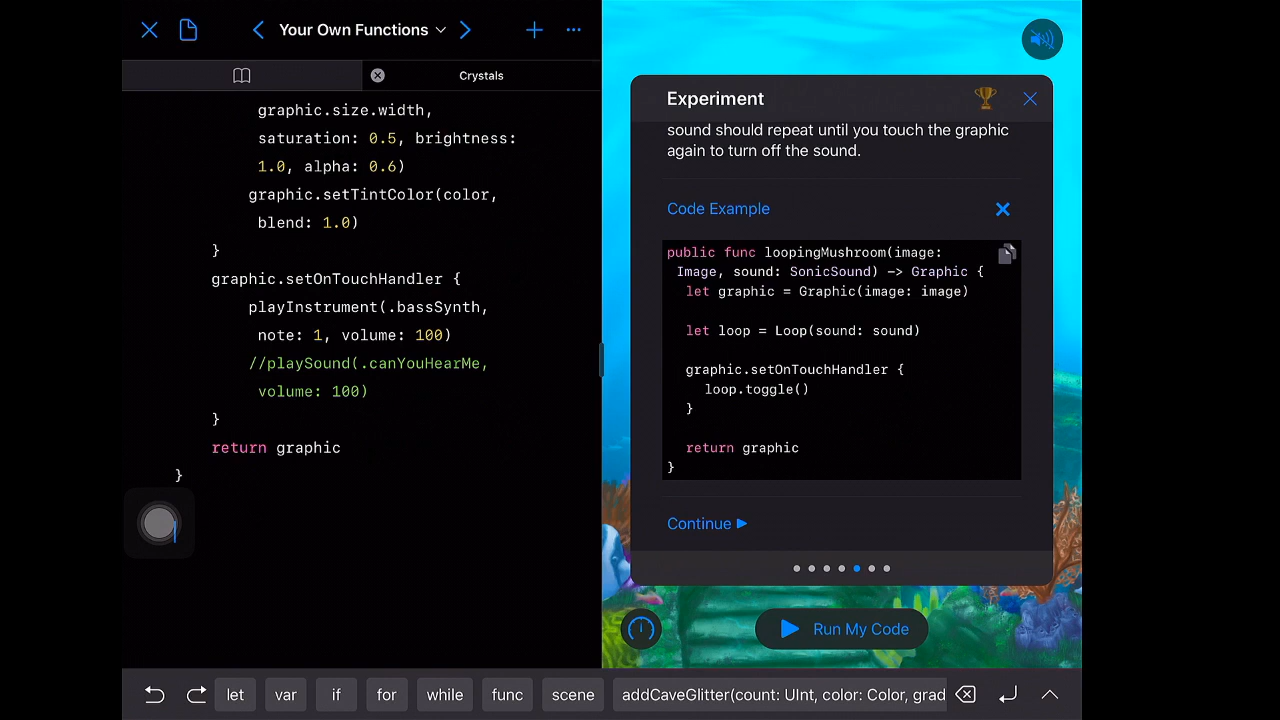 Your Own Functions
Crystals
graphic.size.width,
saturation: 0.5, brightness:
1.0, alpha: 0.6)
graphic.setTintColor(color,
blend: 1.0)
}
graphic.setOnTouchHandler {
playInstrument(.bassSynth,
note: 1, volume: 100)
//playSound(.canYouHearMe,
volume: 100)
}
return graphic
}
Experiment
sound should repeat until you touch the graphic
again to turn off the sound.
Code Example
public func loopingMushroom(image:
Image, sound: SonicSound) -> Graphic {
let graphic = Graphic(image: image)
let loop = Loop(sound: sound)
graphic.setOnTouchHandler {
loop.toggle()
}
return graphic
}
Continue
Run My Code
let var if for while func scene addCaveGlitter(count: UInt, color: Color, grad